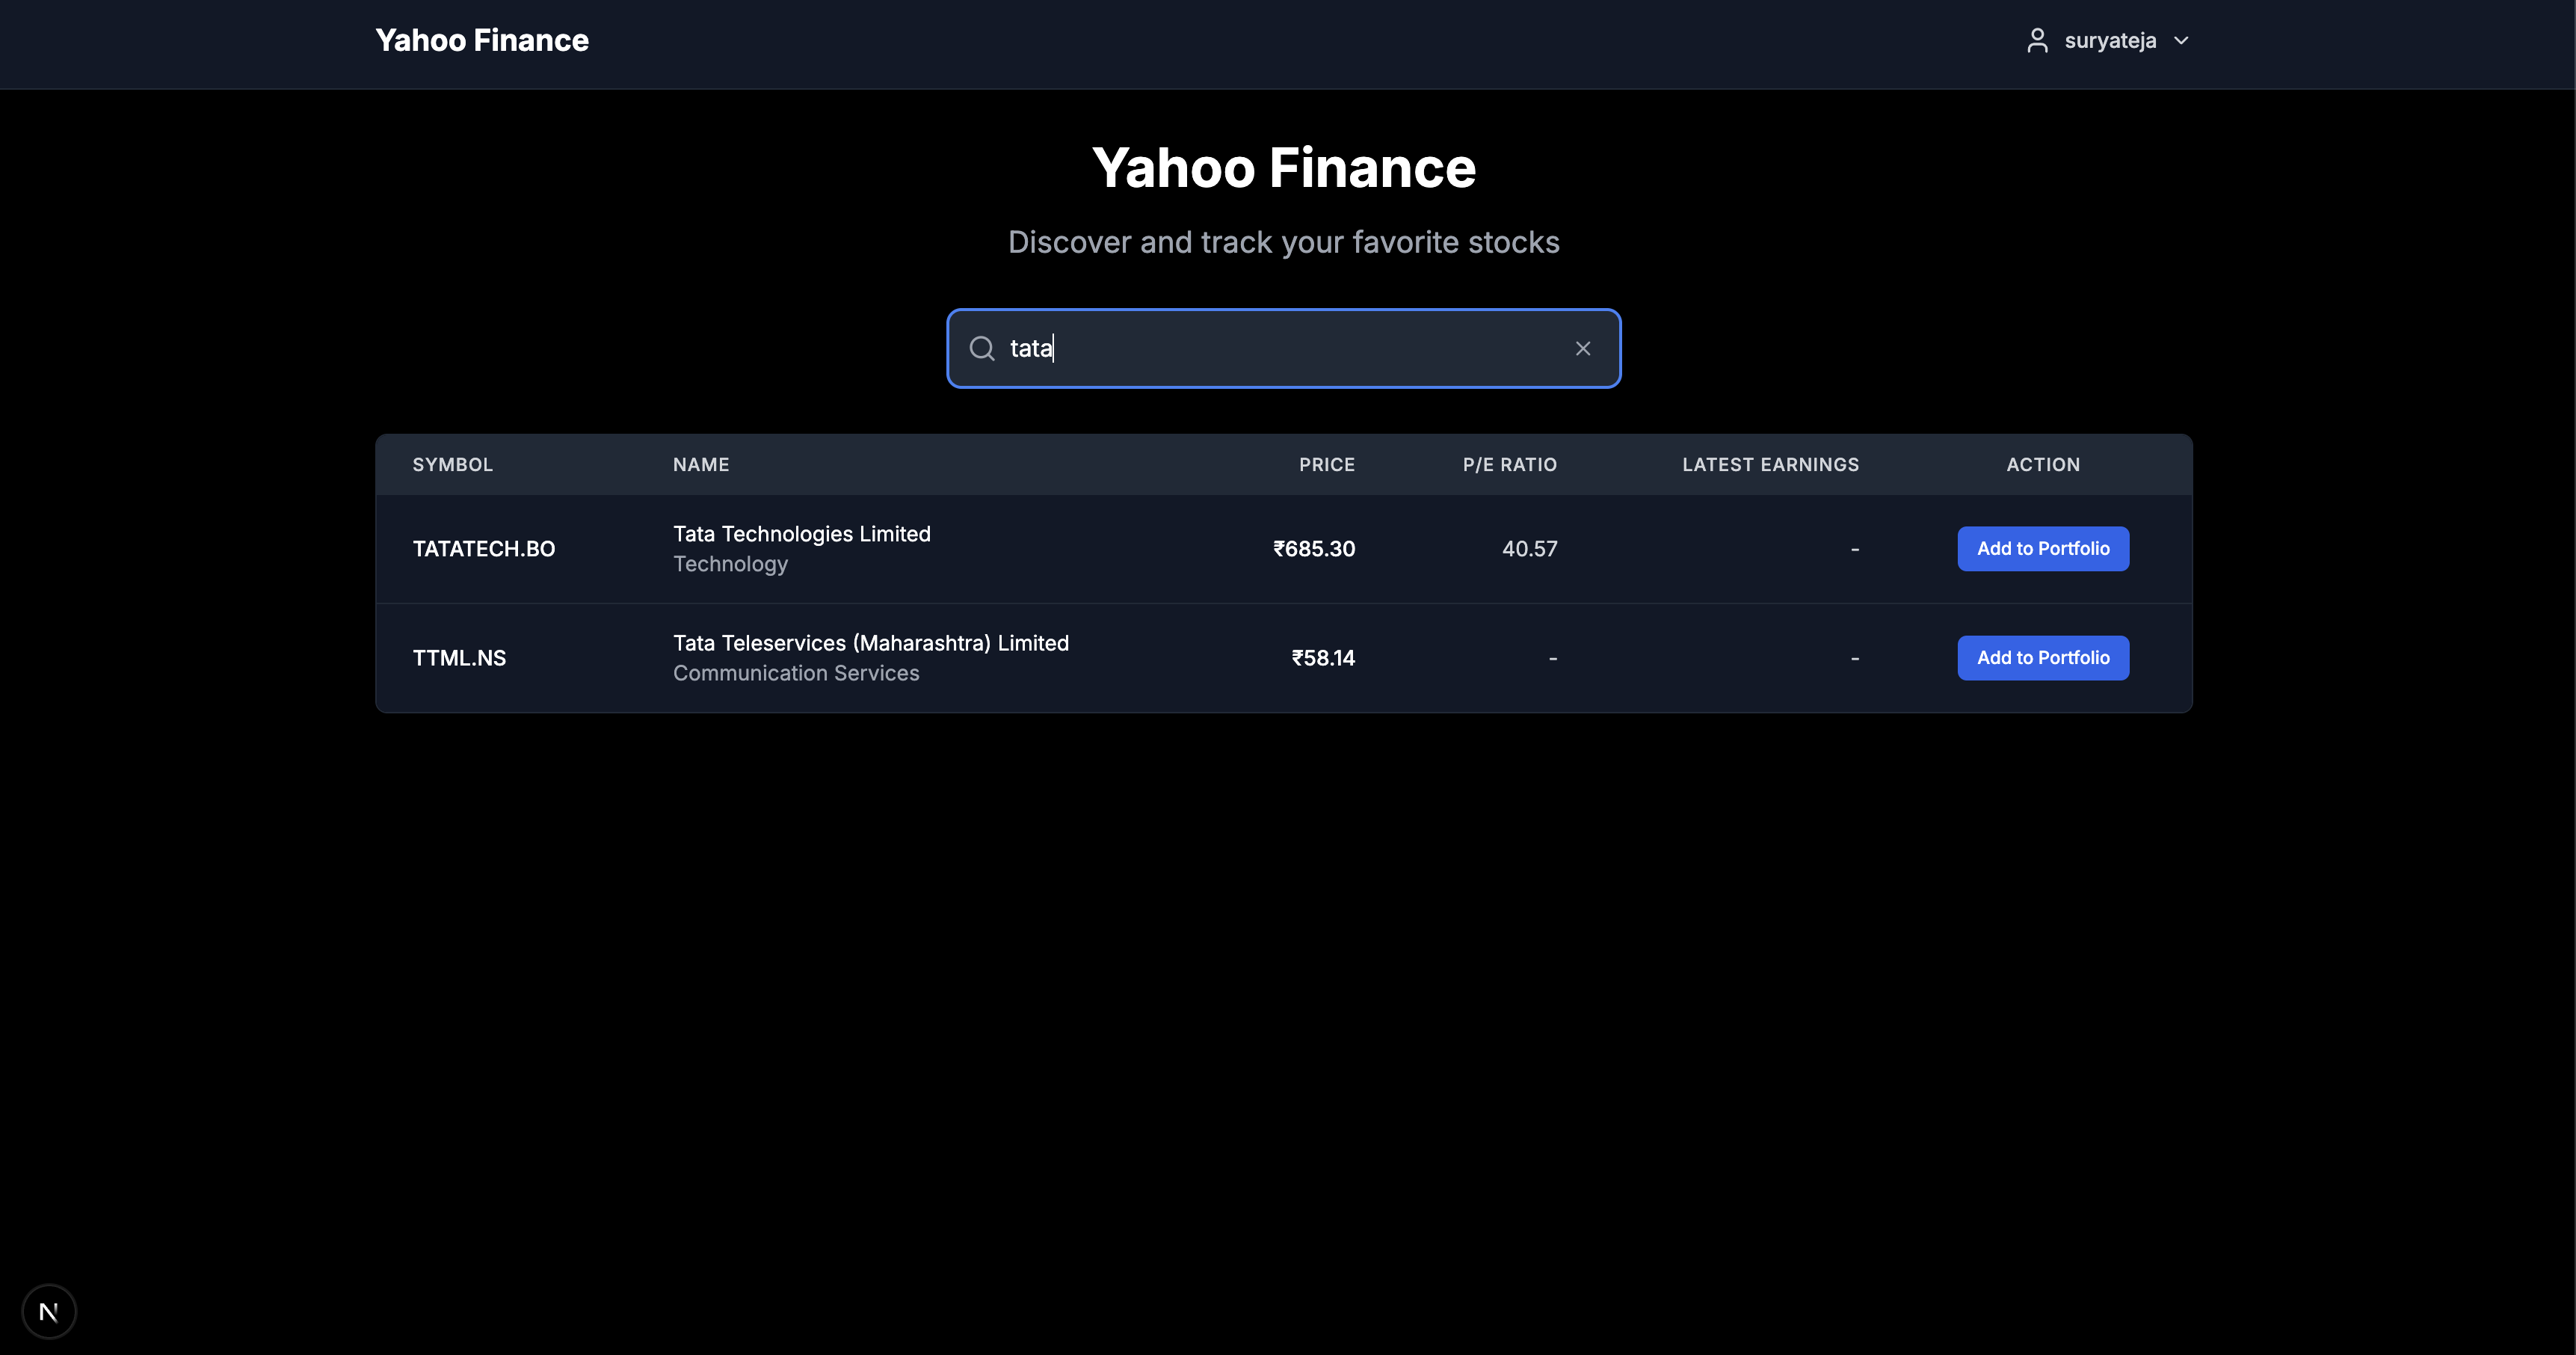 Yahoo Finance
suryateja
Yahoo Finance
Discover and track your favorite stocks
tata
SYMBOL NAME PRICE P/E RATIO LATEST EARNINGS ACTION
TATATECH.BO Tata Technologies Limited ₹685.30 40.57 - Add to Portfolio
Technology
TTML.NS Tata Teleservices (Maharashtra) Limited ₹58.14 - - Add to Portfolio
Communication Services
N